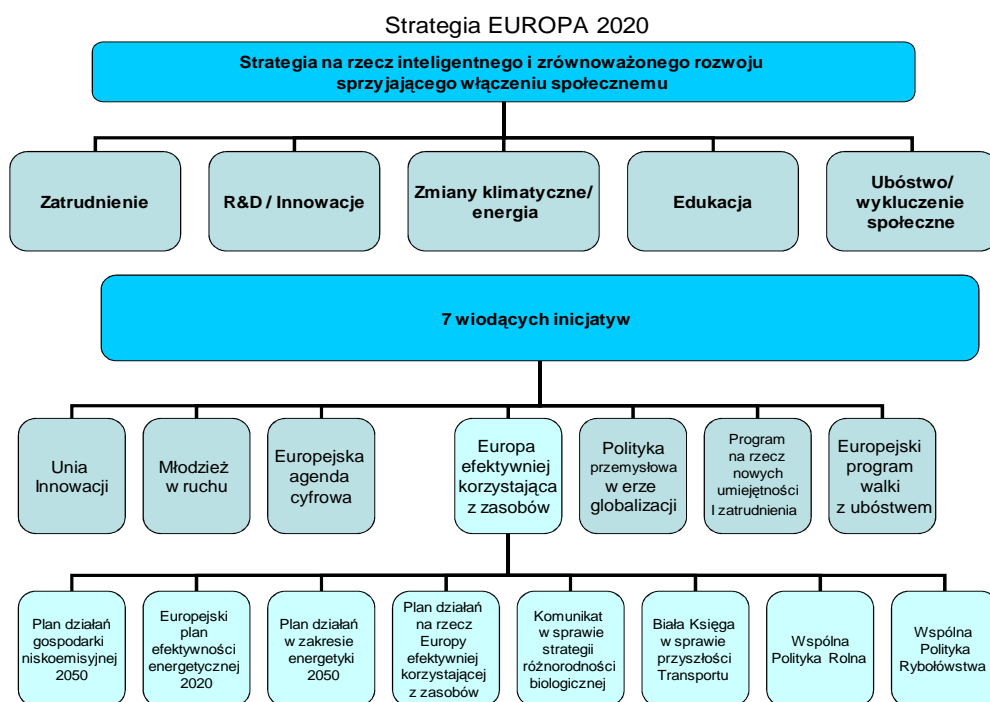 Strategia EUROPA 2020
Strategia na rzecz inteligentnego i zrównoważonego rozwoju
sprzyjającego włączeniu społecznemu
Zatrudnienie
R&D / Innowacje
Zmiany klimatyczne/
energia
Edukacja
Ubóstwo/
wykluczenie
społeczne
7 wiodących inicjatyw
Unia
Innowacji
Młodzież
w ruchu
Europejska
agenda
cyfrowa
Europa
efektywniej
korzystająca
z zasobów
Polityka
przemysłowa
w erze
globalizacji
Program
na rzecz
nowych
umiejętności
I zatrudnienia
Europejski
program
walki
z ubóstwem
Plan działań
gospodarki
niskoemisyjnej
2050
Europejski
plan
efektywności
energetycznej
2020
Plan działań
w zakresie
energetyki
2050
Plan działań
na rzecz
Europy
efektywniej
korzystającej
z zasobów
Komunikat
w sprawie
strategii
różnorodności
biologicznej
Biała Księga
w sprawie
przyszłości
Transportu
Wspólna
Polityka Rolna
Wspólna
Polityka
Rybołówstwa